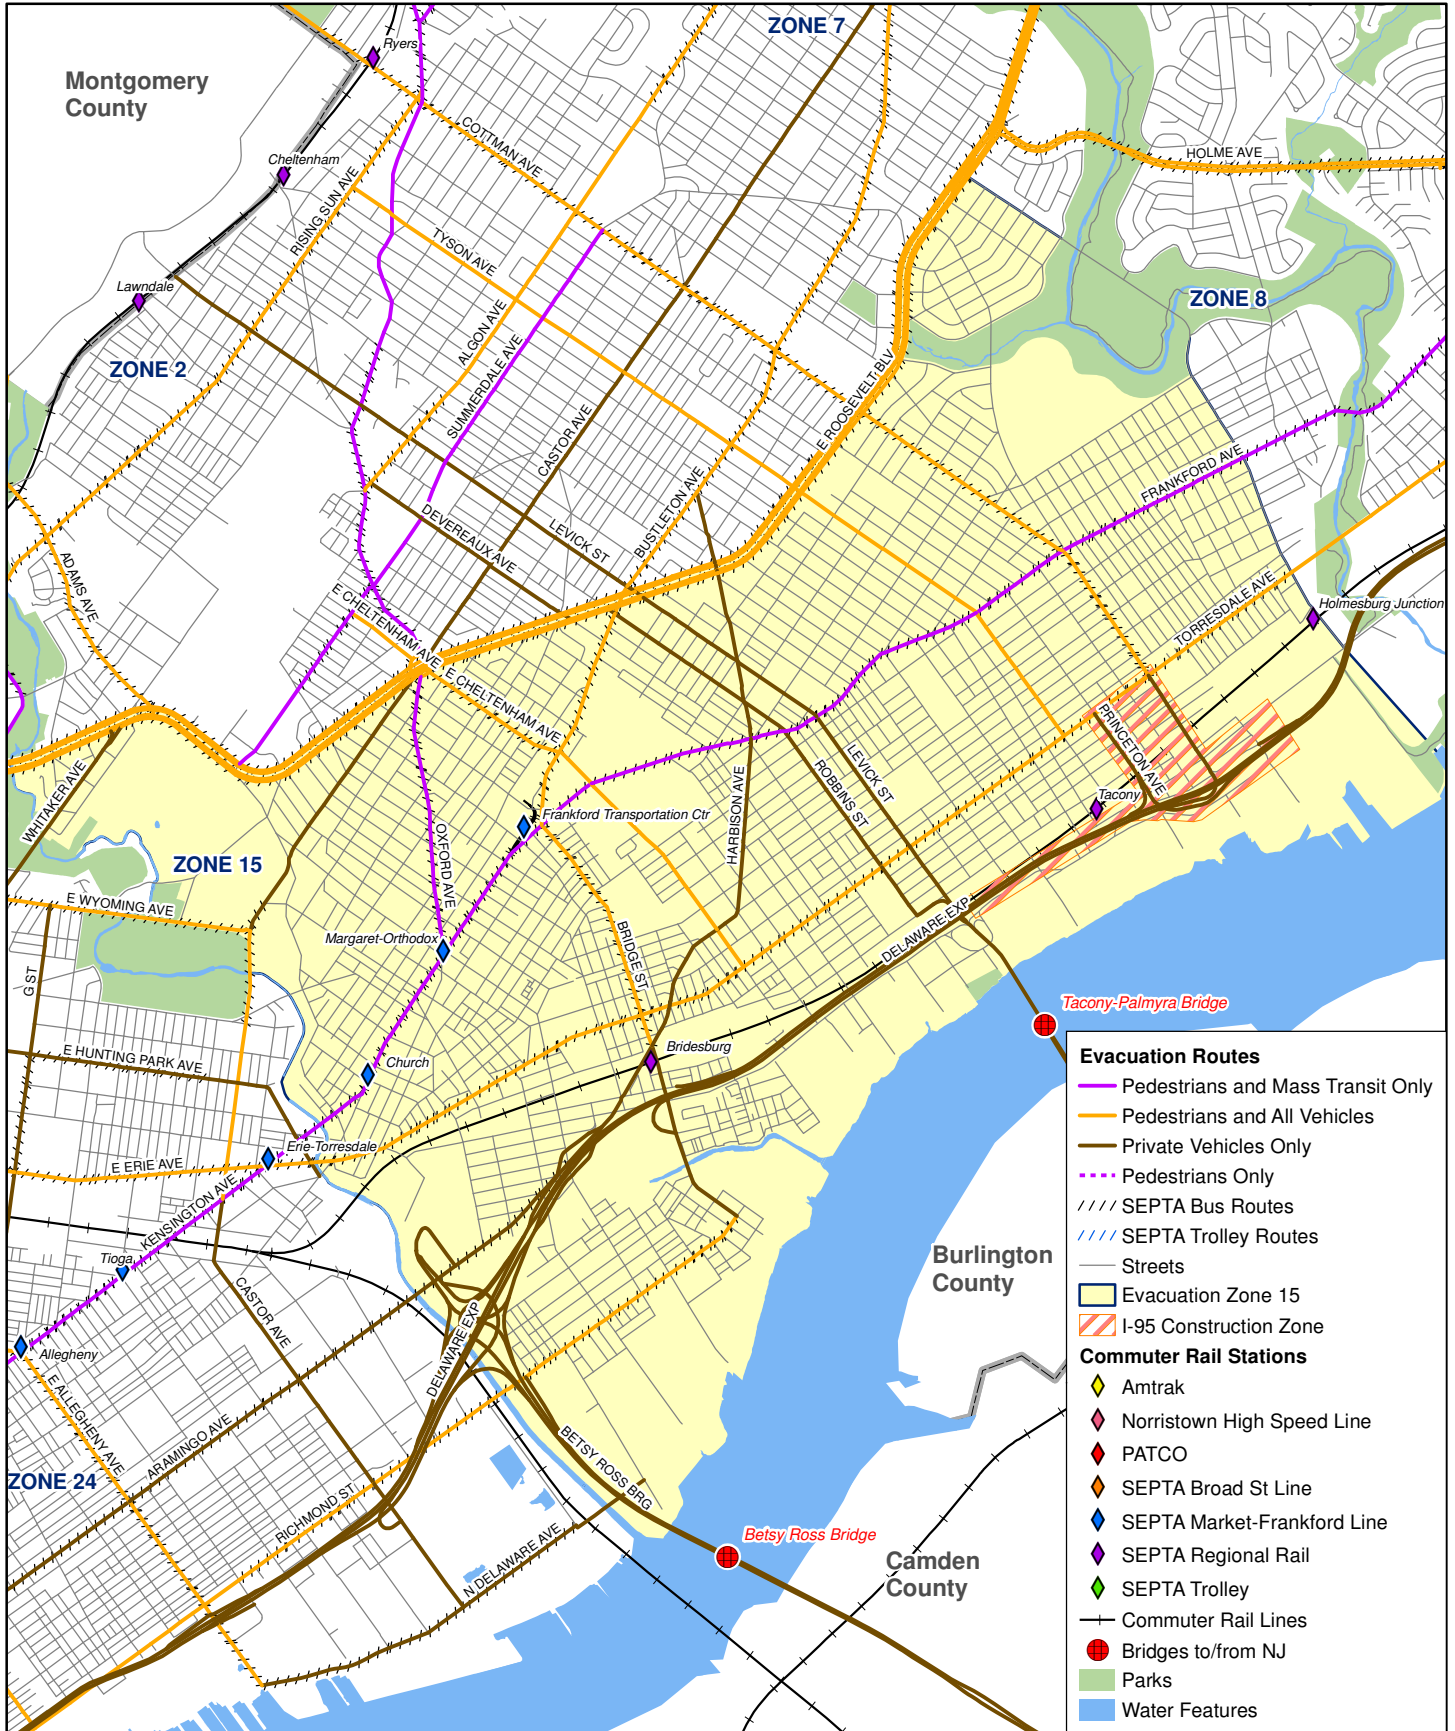 ZONE 7
Ryers
Montgomery
County
COTTMAN AVE
HOLME AVE
Cheltenham
RISING SUN AVE
TYSON AVE
Lawndale
ZONE 8
ALGON AVE
SUMMERDALE AVE
ZONE 2
E ROOSEVELT BLV
CASTOR AVE
FRANKFORD AVE
BUSTLETON AVE
DEVEREAUX AVE
LEVICK ST
ADAMS AVE
E CHELTENHAM AVE
TORRESDALE AVE
Holmesburg Junction
E CHELTENHAM AVE
PRINCETON AVE
LEVICK ST
ROBBINS ST
WHITAKER AVE
HARBISON AVE
Tacony
Frankford Transportation Ctr
OXFORD AVE
ZONE 15
E WYOMING AVE
DELAWARE EXP
Margaret-Orthodox
BRIDGE ST
G ST
Tacony-Palmyra Bridge
E HUNTING PARK AVE
Bridesburg
Church
Erie-Torresdale
E ERIE AVE
KENSINGTON AVE
Tioga
CASTOR AVE
Burlington
County
DELAWARE EXP
Allegheny
E ALLEGHENY AVE
ARAMINGO AVE
BETSY ROSS BRG
ZONE 24
RICHMOND ST
Betsy Ross Bridge
N DELAWARE AVE
Camden
County
Evacuation Routes
Pedestrians and Mass Transit Only
Pedestrians and All Vehicles
Private Vehicles Only
Pedestrians Only
SEPTA Bus Routes
SEPTA Trolley Routes
Streets
Evacuation Zone 15
I-95 Construction Zone
Commuter Rail Stations
Amtrak
Norristown High Speed Line
PATCO
SEPTA Broad St Line
SEPTA Market-Frankford Line
SEPTA Regional Rail
SEPTA Trolley
Commuter Rail Lines
Bridges to/from NJ
Parks
Water Features